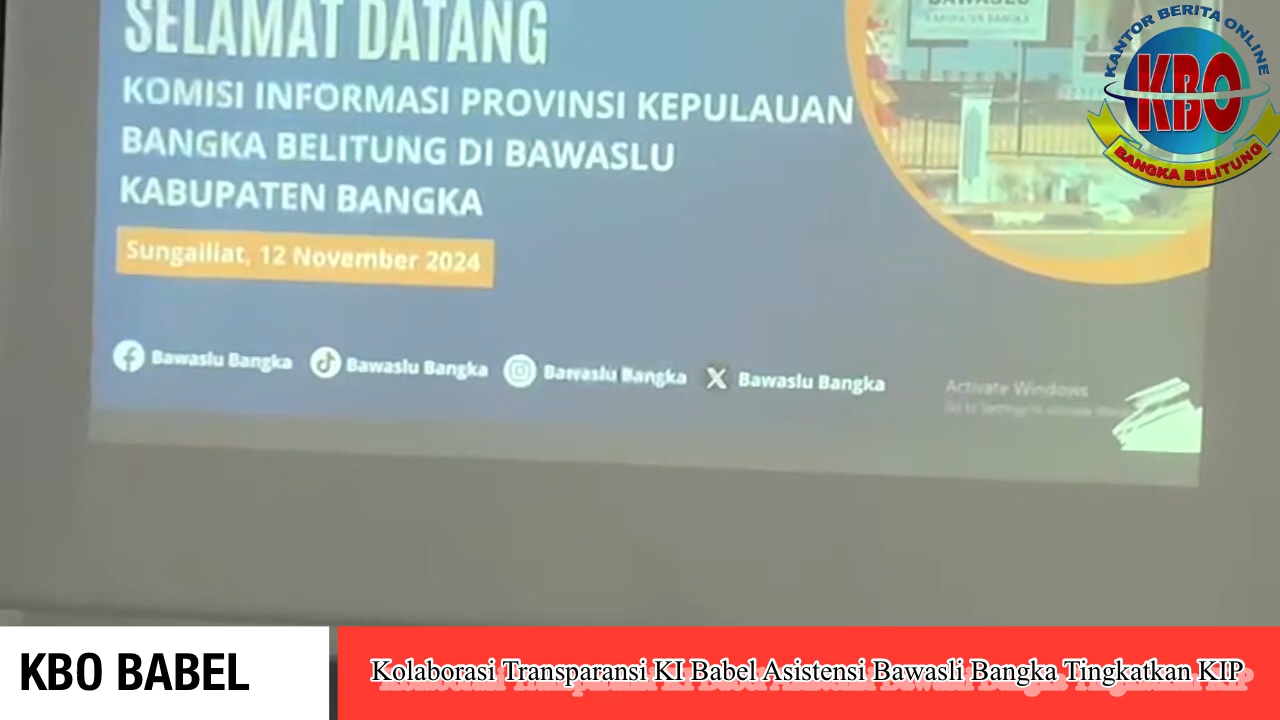 SELAMAT DATANG
KOMISI INFORMASI PROVINSI KEPULAUAN
BANGKA BELITUNG DI BAWASLU
KABUPATEN BANGKA
Sungailiat, 12 November 2024
Bawaslu Bangka Bawaslu Bangka Bawaslu Bangka Bawaslu Bangka
Activate Windows
BAWASLU
KANTOR BERITA ONLINE
KBO
BANGKA BELITUNG
KBO BABEL
Kolaborasi Transparansi KI Babel Asistensi Bawasli Bangka Tingkatkan KIP